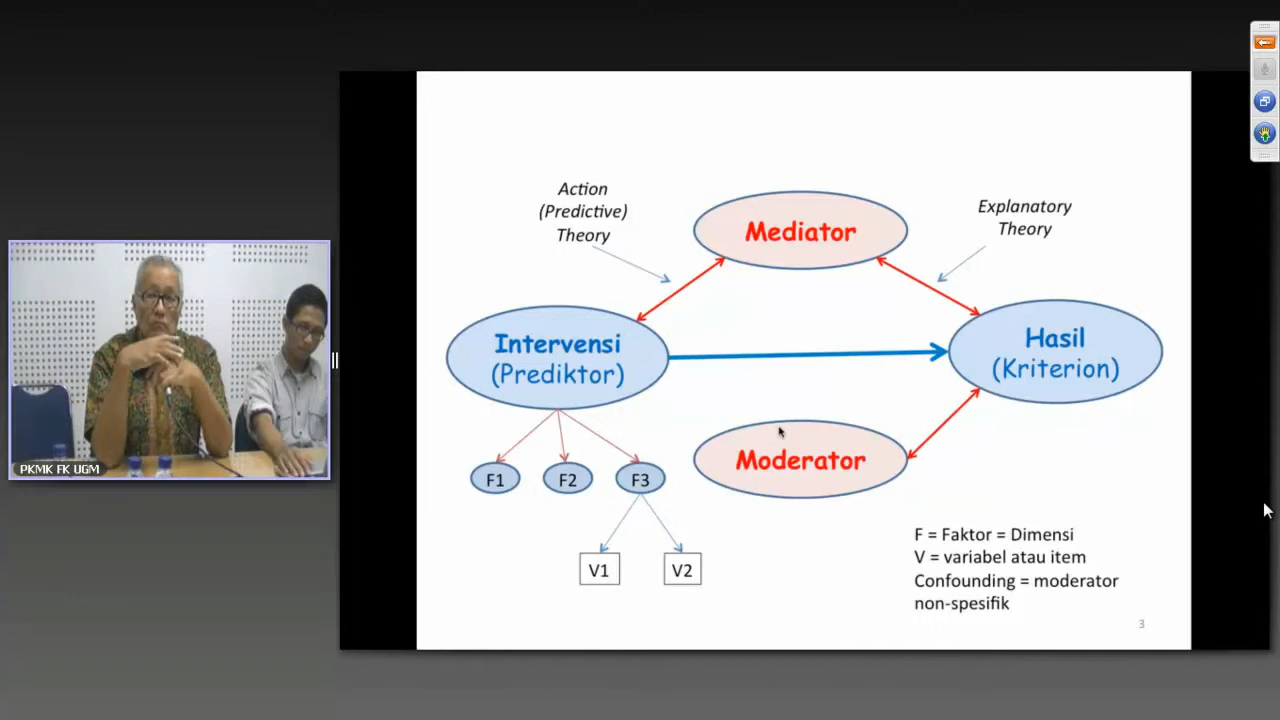 Action
(Predictive)
Theory
Mediator
Explanatory
Theory
Intervensi
(Prediktor)
Hasil
(Kriterion)
Moderator
F1
F2
F3
V1
V2
F = Faktor = Dimensi
V = variabel atau item
Confounding = moderator
non-spesifik
3
PKMK FK UGM